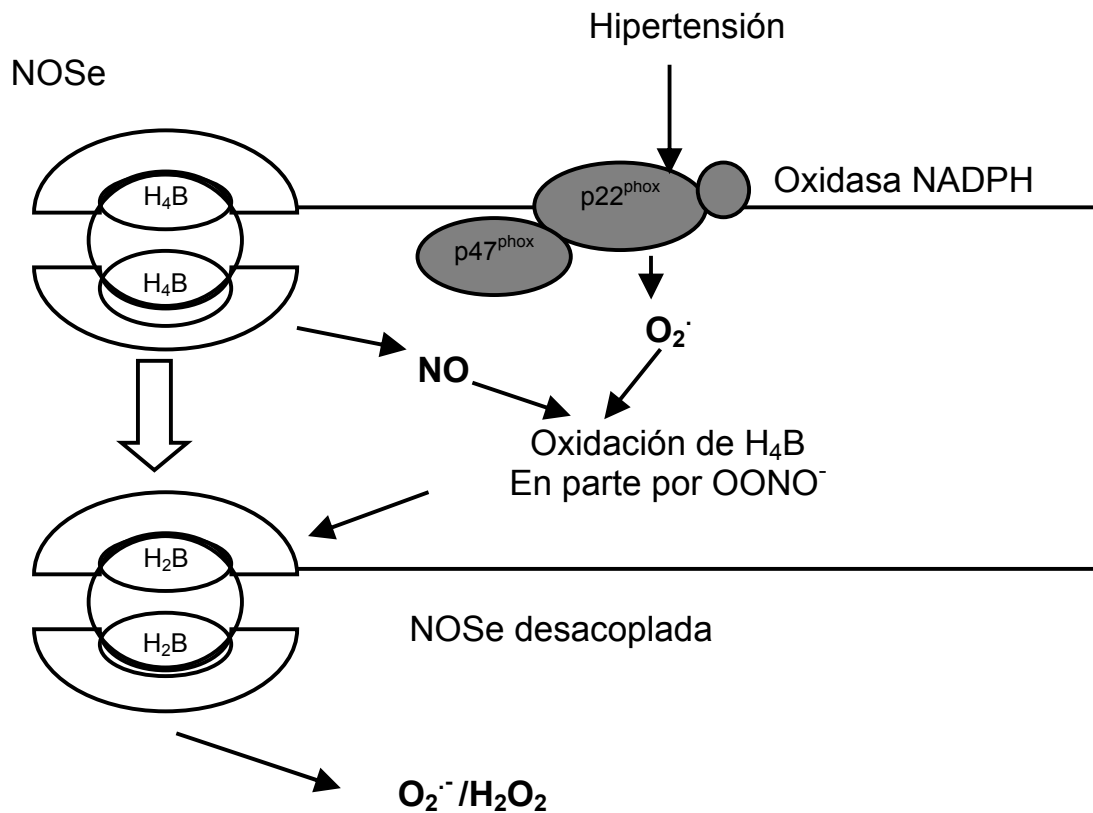 Hipertensión
NOSe
H₄B
p22ᵖʰᵒˣ
Oxidasa NADPH
p47ᵖʰᵒˣ
H₄B
O₂˙
NO
Oxidación de H₄B
En parte por OONO⁻
H₂B
NOSe desacoplada
H₂B
O₂˙⁻/H₂O₂